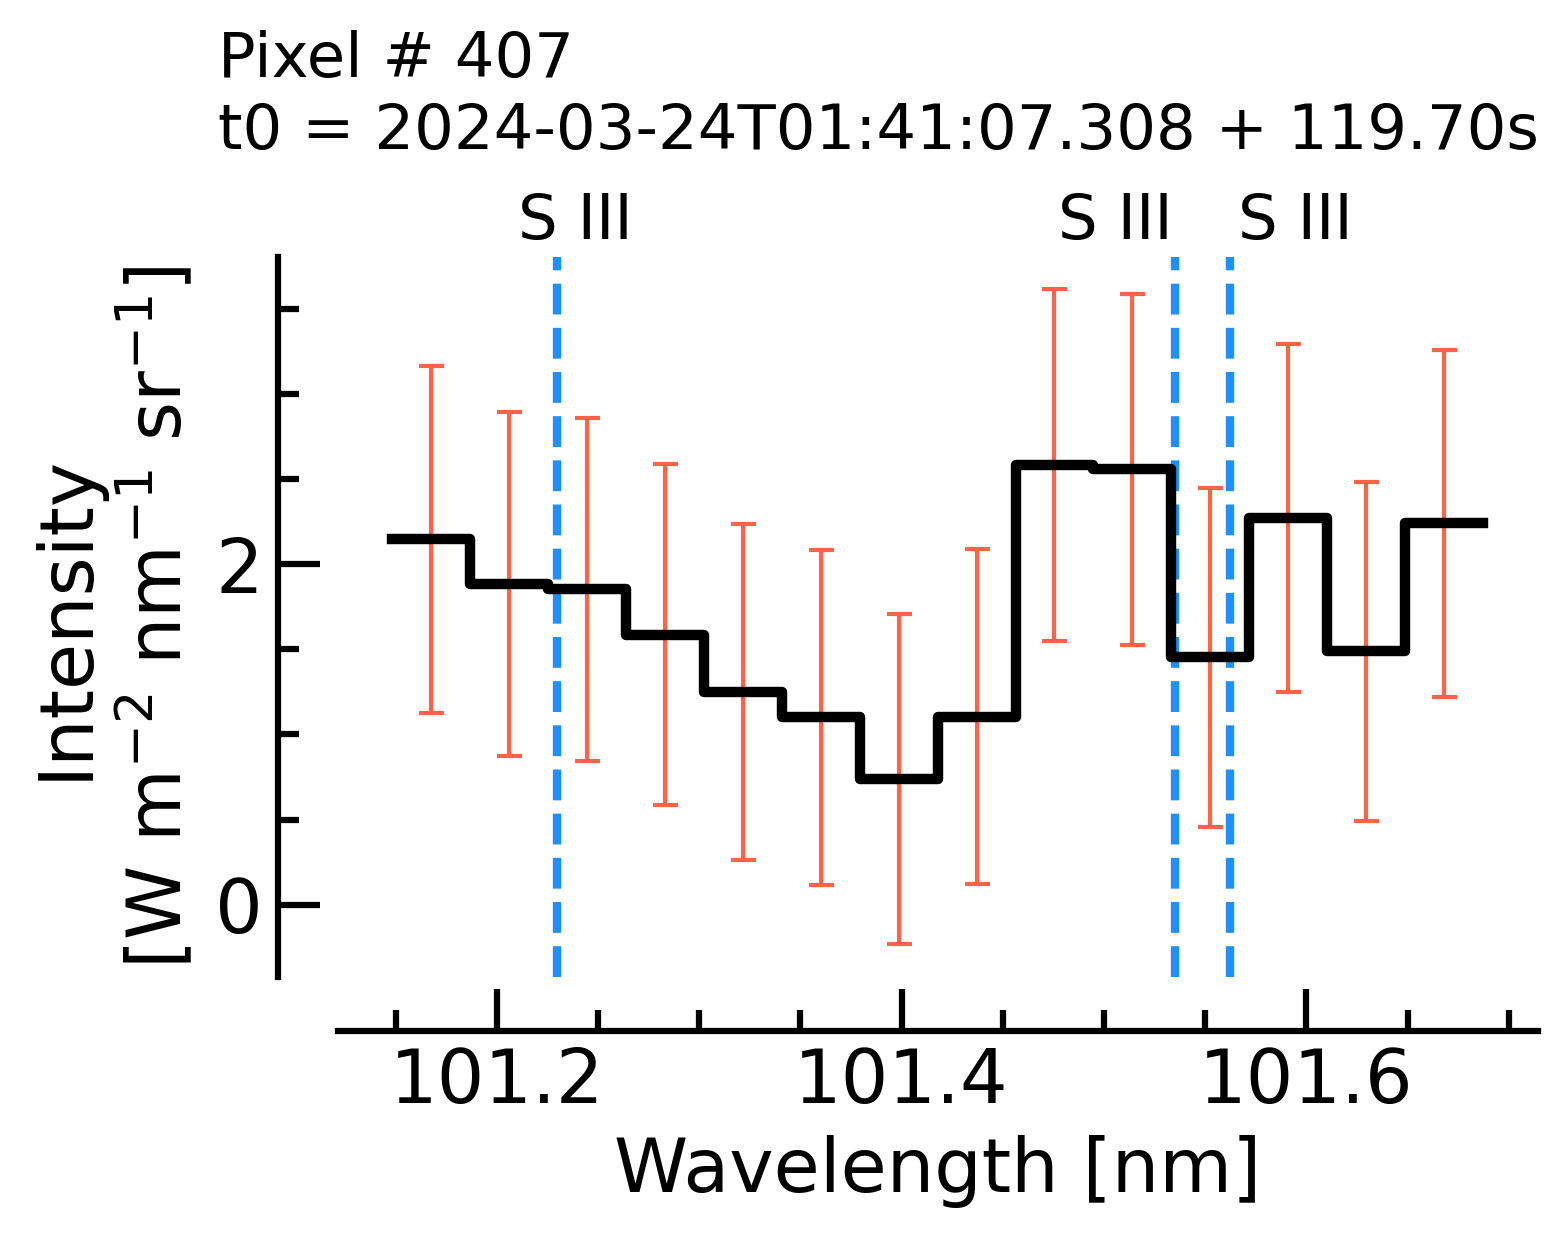 Pixel # 407
t0 = 2024-03-24T01:41:07.308 + 119.70s
S III S III S III
Intensity
[W m⁻² nm⁻¹ sr⁻¹]
2
0
101.2 101.4 101.6
Wavelength [nm]